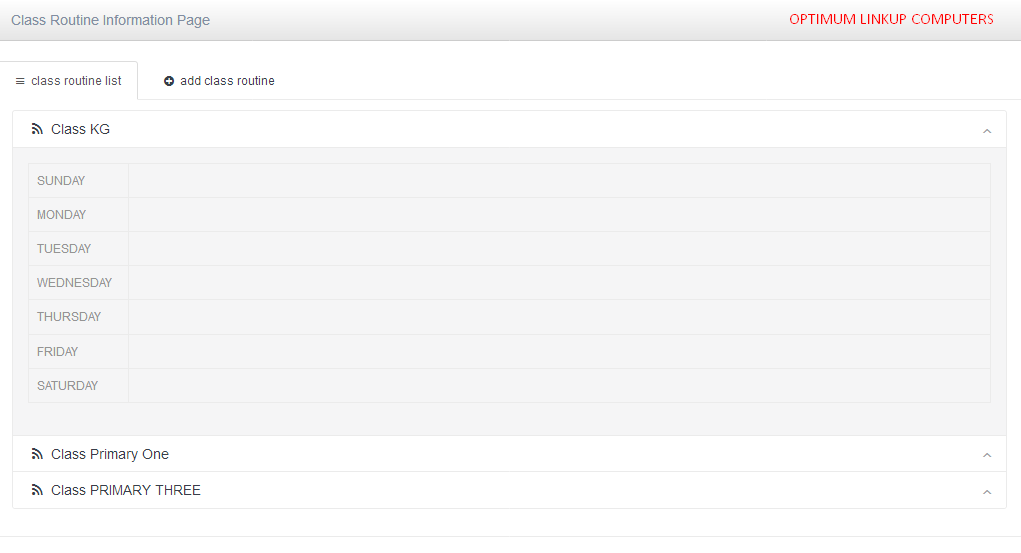 Class Routine Information Page
OPTIMUM LINKUP COMPUTERS
class routine list
add class routine
Class KG
SUNDAY
MONDAY
TUESDAY
WEDNESDAY
THURSDAY
FRIDAY
SATURDAY
Class Primary One
Class PRIMARY THREE